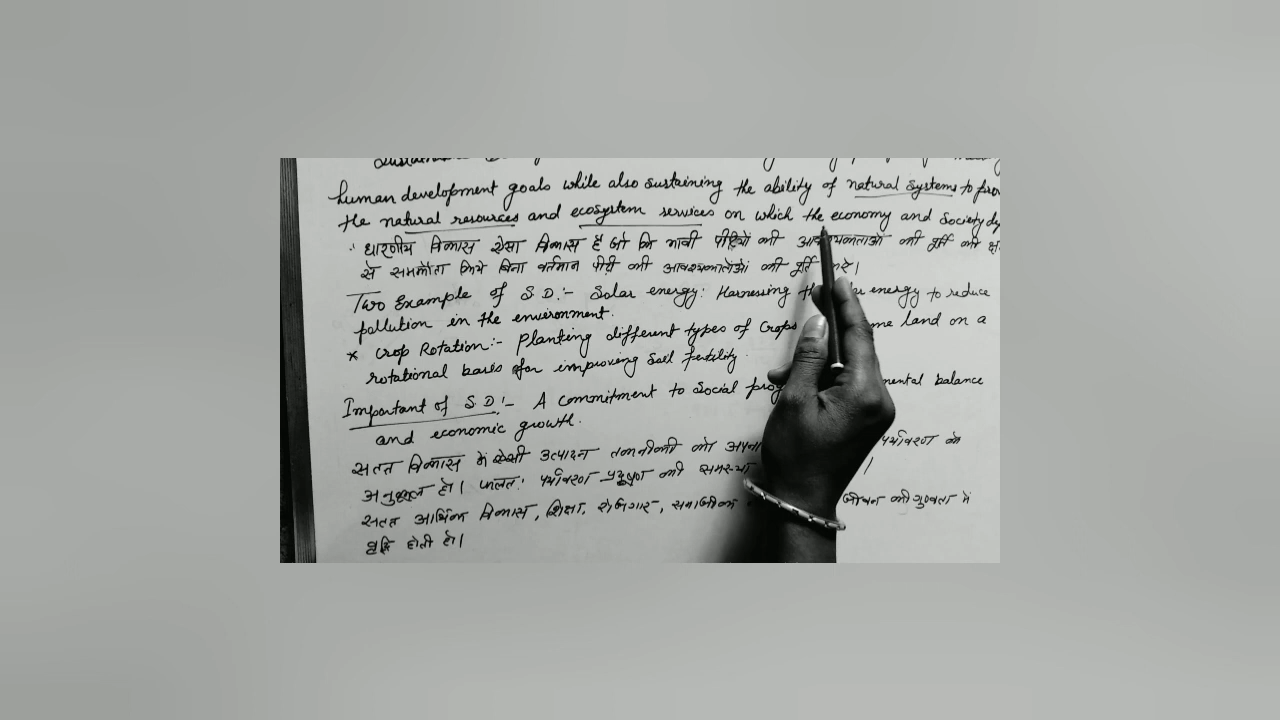 human development goals while also sustaining the ability of natural systems to
the natural resources and ecosystem services on which the economy and Society
धारणीय विकास ऐसा विकास है जो कि भावी पीढ़ियों की आवश्यकताओं की पूर्ति की
से समझौता किये बिना वर्तमान पीढ़ी की आवश्यकताओं की पूर्ति करे।
Two Example of S.D.:- Solar energy: Harnessing energy to reduce
pollution in the environment.
* Crop Rotation:- Planting different types of Crops land on a
rotational basis for improving Soil fertility.
Important of S.D:- A commitment to Social balance
and economic growth.
सतत विकास में ऐसी उत्पादन तकनीकी को पर्यावरण के
अनुकूल हो। फलत: पर्यावरण प्रदूषण की समस्या
सतत आर्थिक विकास, शिक्षा, रोजगार, जीवन की गुणवता में
वृद्धि होती हो।